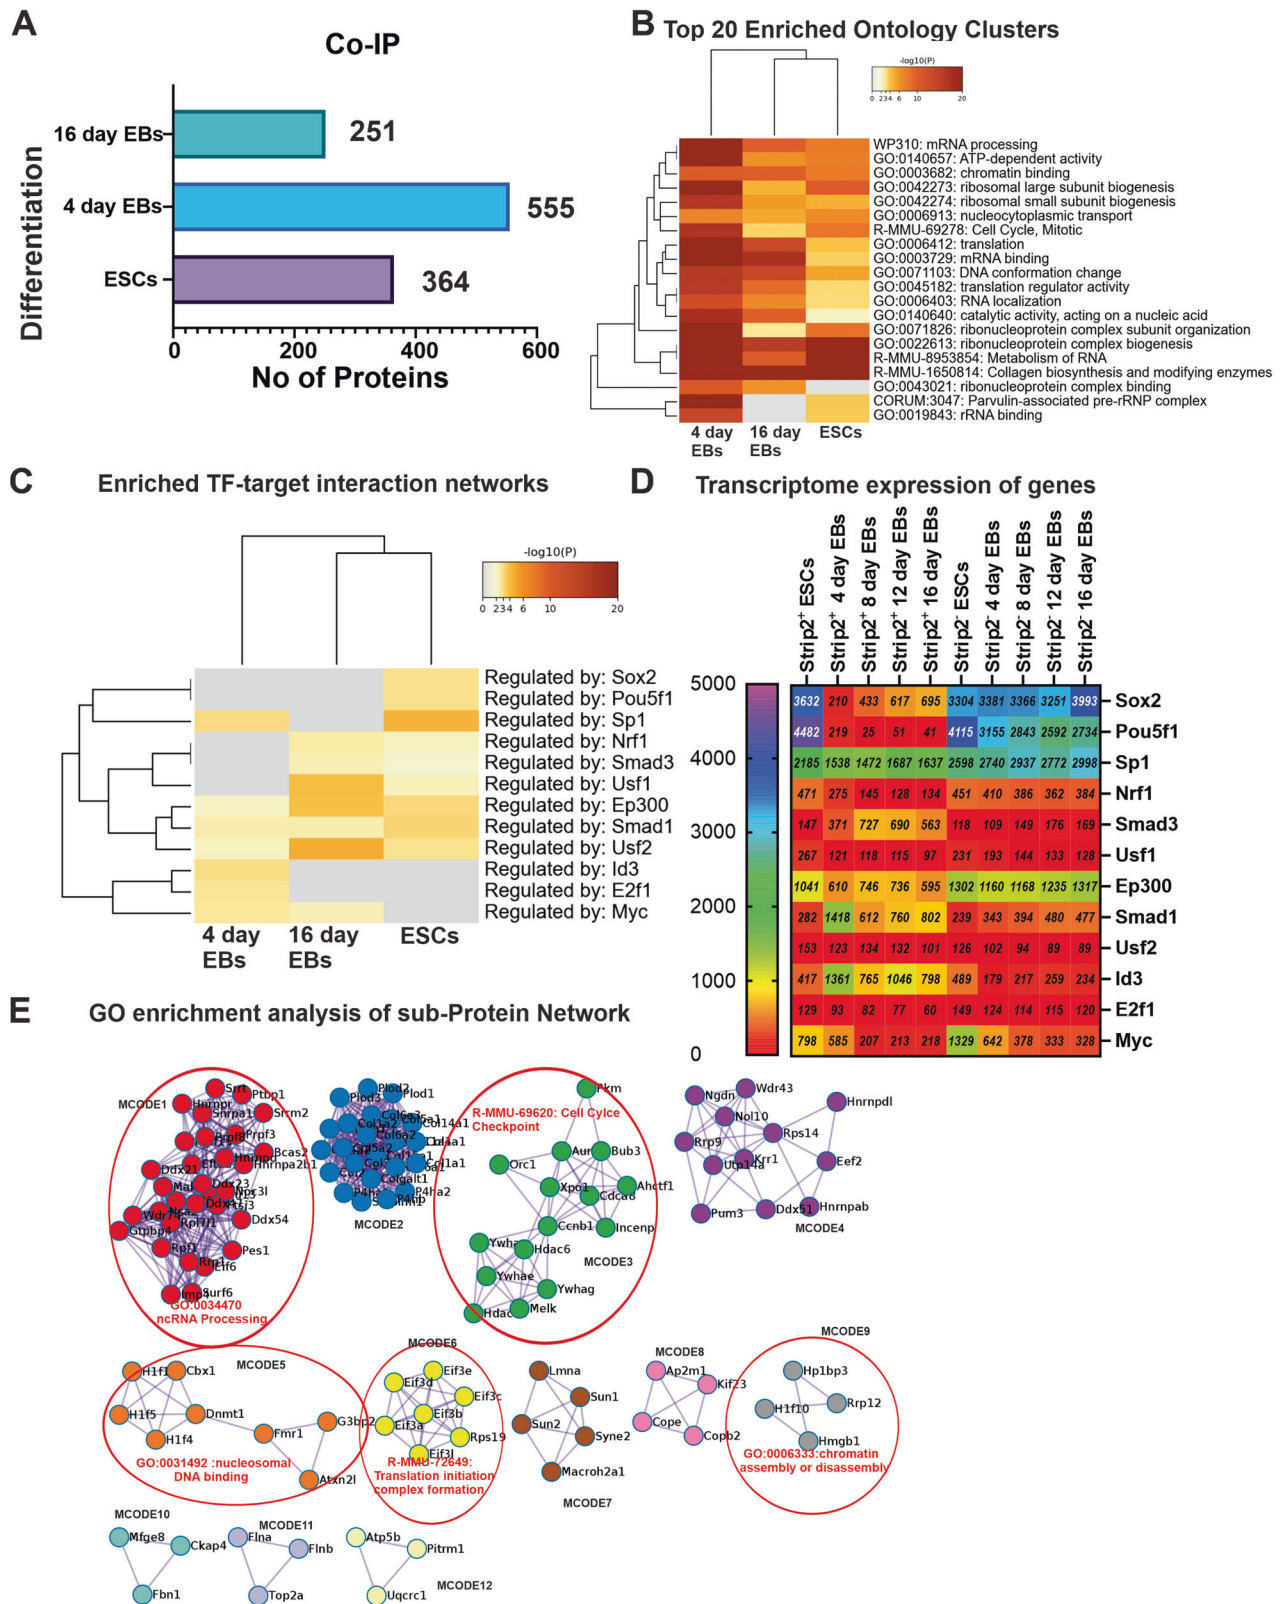 A
Co-IP
Differentiation
16 day EBs
251
4 day EBs
555
ESCs
364
0
200
400
600
No of Proteins
B Top 20 Enriched Ontology Clusters
-log10(P)
0 2 3 4 6 10 20
WP310: mRNA processing
GO:0140657: ATP-dependent activity
GO:0003682: chromatin binding
GO:0042273: ribosomal large subunit biogenesis
GO:0042274: ribosomal small subunit biogenesis
GO:0006913: nucleocytoplasmic transport
R-MMU-69278: Cell Cycle, Mitotic
GO:0006412: translation
GO:0003729: mRNA binding
GO:0071103: DNA conformation change
GO:0045182: translation regulator activity
GO:0006403: RNA localization
GO:0140640: catalytic activity, acting on a nucleic acid
GO:0071826: ribonucleoprotein complex subunit organization
GO:0022613: ribonucleoprotein complex biogenesis
R-MMU-8953854: Metabolism of RNA
R-MMU-1650814: Collagen biosynthesis and modifying enzymes
GO:0043021: ribonucleoprotein complex binding
CORUM:3047: Parvulin-associated pre-rRNP complex
GO:0019843: rRNA binding
4 day EBs
16 day EBs
ESCs
C Enriched TF-target interaction networks
-log10(P)
0 2 3 4 6 10 20
Regulated by: Sox2
Regulated by: Pou5f1
Regulated by: Sp1
Regulated by: Nrf1
Regulated by: Smad3
Regulated by: Usf1
Regulated by: Ep300
Regulated by: Smad1
Regulated by: Usf2
Regulated by: Id3
Regulated by: E2f1
Regulated by: Myc
4 day EBs
16 day EBs
ESCs
D Transcriptome expression of genes
Strip2+ ESCs
Strip2+ 4 day EBs
Strip2+ 8 day EBs
Strip2+ 12 day EBs
Strip2+ 16 day EBs
Strip2- ESCs
Strip2- 4 day EBs
Strip2- 8 day EBs
Strip2- 12 day EBs
Strip2- 16 day EBs
5000
4000
3000
2000
1000
0
3632 210 433 617 695 3304 3381 3366 3251 3993 Sox2
4482 219 25 51 41 4115 3155 2843 2592 2734 Pou5f1
2185 1538 1472 1687 1637 2598 2740 2937 2772 2998 Sp1
471 275 145 128 134 451 410 386 362 384 Nrf1
147 371 727 690 563 118 109 149 176 169 Smad3
267 121 118 115 97 231 193 144 133 128 Usf1
1041 610 746 736 595 1302 1160 1168 1235 1317 Ep300
282 1418 612 760 802 239 343 394 480 477 Smad1
153 123 134 132 101 126 102 94 89 89 Usf2
417 1361 765 1046 798 489 179 217 259 234 Id3
129 93 82 77 60 149 124 114 115 120 E2f1
798 585 207 213 218 1329 642 378 333 328 Myc
E GO enrichment analysis of sub-Protein Network
MCODE1
Srrt
Ptbp1
Hnrnpr
Snrpa1
Srrm2
Prpf3
Bcas2
Hnrnpa2b1
Ddx21
Ddx23
Ddx54
Gtpbp4
Rpl7l1
Rpf1
Pes1
Eif6
Surf6
GO:0034470
ncRNA Processing
Plod2
Plod3
Plod1
Col1a2
Col5a1
Col14a1
Col6a2
Col5a2
Col1a1
Colgalt1
P4ha2
MCODE2
R-MMU-69620: Cell Cylce
Checkpoint
Pkm
Orc1
Bub3
Xpo1
Ahctf1
Cdca8
Ccnb1
Incenp
Hdac6
MCODE3
Ywhae
Ywhag
Melk
Ngdn
Wdr43
Nol10
Hnrnpdl
Rrp9
Rps14
Utp14a
Krr1
Eef2
Pum3
Ddx51
Hnrnpab
MCODE4
MCODE5
H1f1
Cbx1
H1f5
Dnmt1
H1f4
Fmr1
G3bp2
Atxn2l
GO:0031492 :nucleosomal
DNA binding
MCODE6
Eif3e
Eif3d
Eif3c
Eif3b
Eif3a
Rps19
Eif3l
R-MMU-72649:
Translation initiation
complex formation
Lmna
Sun1
Sun2
Syne2
Macroh2a1
MCODE7
MCODE8
Ap2m1
Kif23
Cope
Copb2
MCODE9
Hp1bp3
H1f10
Rrp12
Hmgb1
GO:0006333:chromatin
assembly or disassembly
MCODE10
Mfge8
Ckap4
Fbn1
MCODE11
Flna
Flnb
Top2a
Atp5b
Pitrm1
Uqcrc1
MCODE12